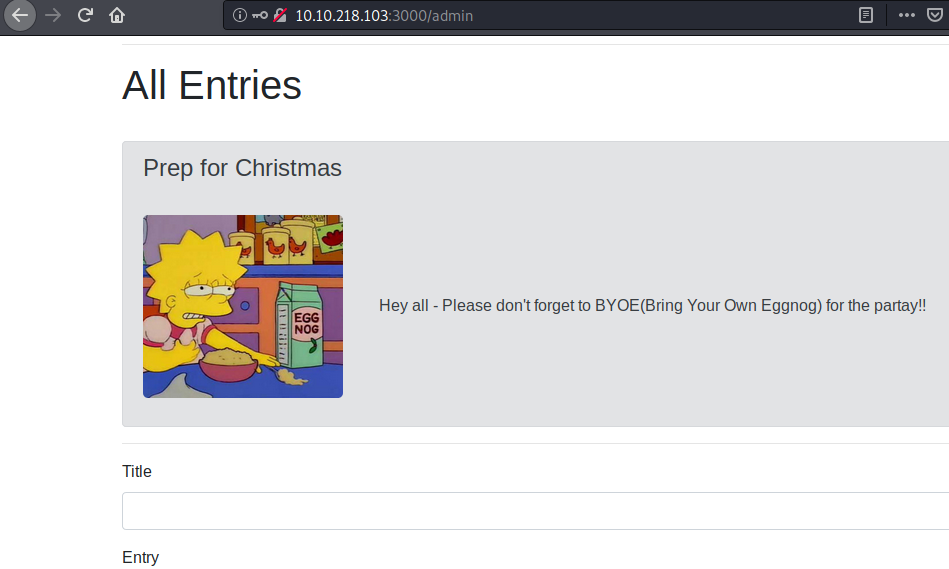 10.10.218.103:3000/admin
All Entries
Prep for Christmas
EGG
NOG
Hey all - Please don't forget to BYOE(Bring Your Own Eggnog) for the partay!!
Title
Entry